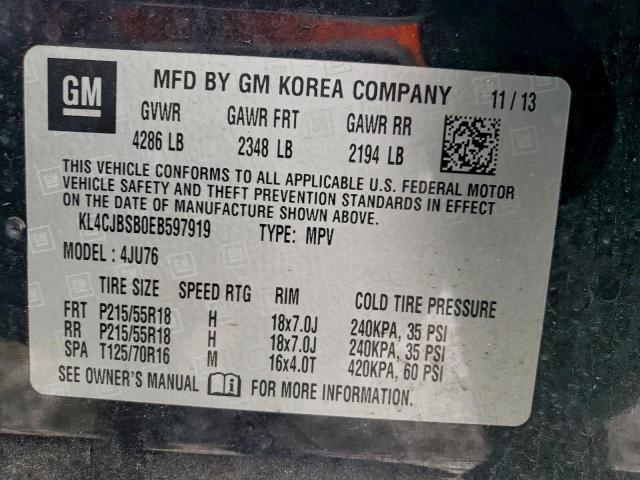 GM MFD BY GM KOREA COMPANY 11 / 13
GVWR GAWR FRT GAWR RR
4286 LB 2348 LB 2194 LB
THIS VEHICLE CONFORMS TO ALL APPLICABLE U.S. FEDERAL MOTOR
VEHICLE SAFETY AND THEFT PREVENTION STANDARDS IN EFFECT
ON THE DATE OF MANUFACTURE SHOWN ABOVE.
KL4CJBSB0EB597919 TYPE: MPV
MODEL: 4JU76
TIRE SIZE SPEED RTG RIM COLD TIRE PRESSURE
FRT P215/55R18 H 18x7.0J 240KPA, 35 PSI
RR P215/55R18 H 18x7.0J 240KPA, 35 PSI
SPA T125/70R16 M 16x4.0T 420KPA, 60 PSI
SEE OWNER'S MANUAL FOR MORE INFORMATION.